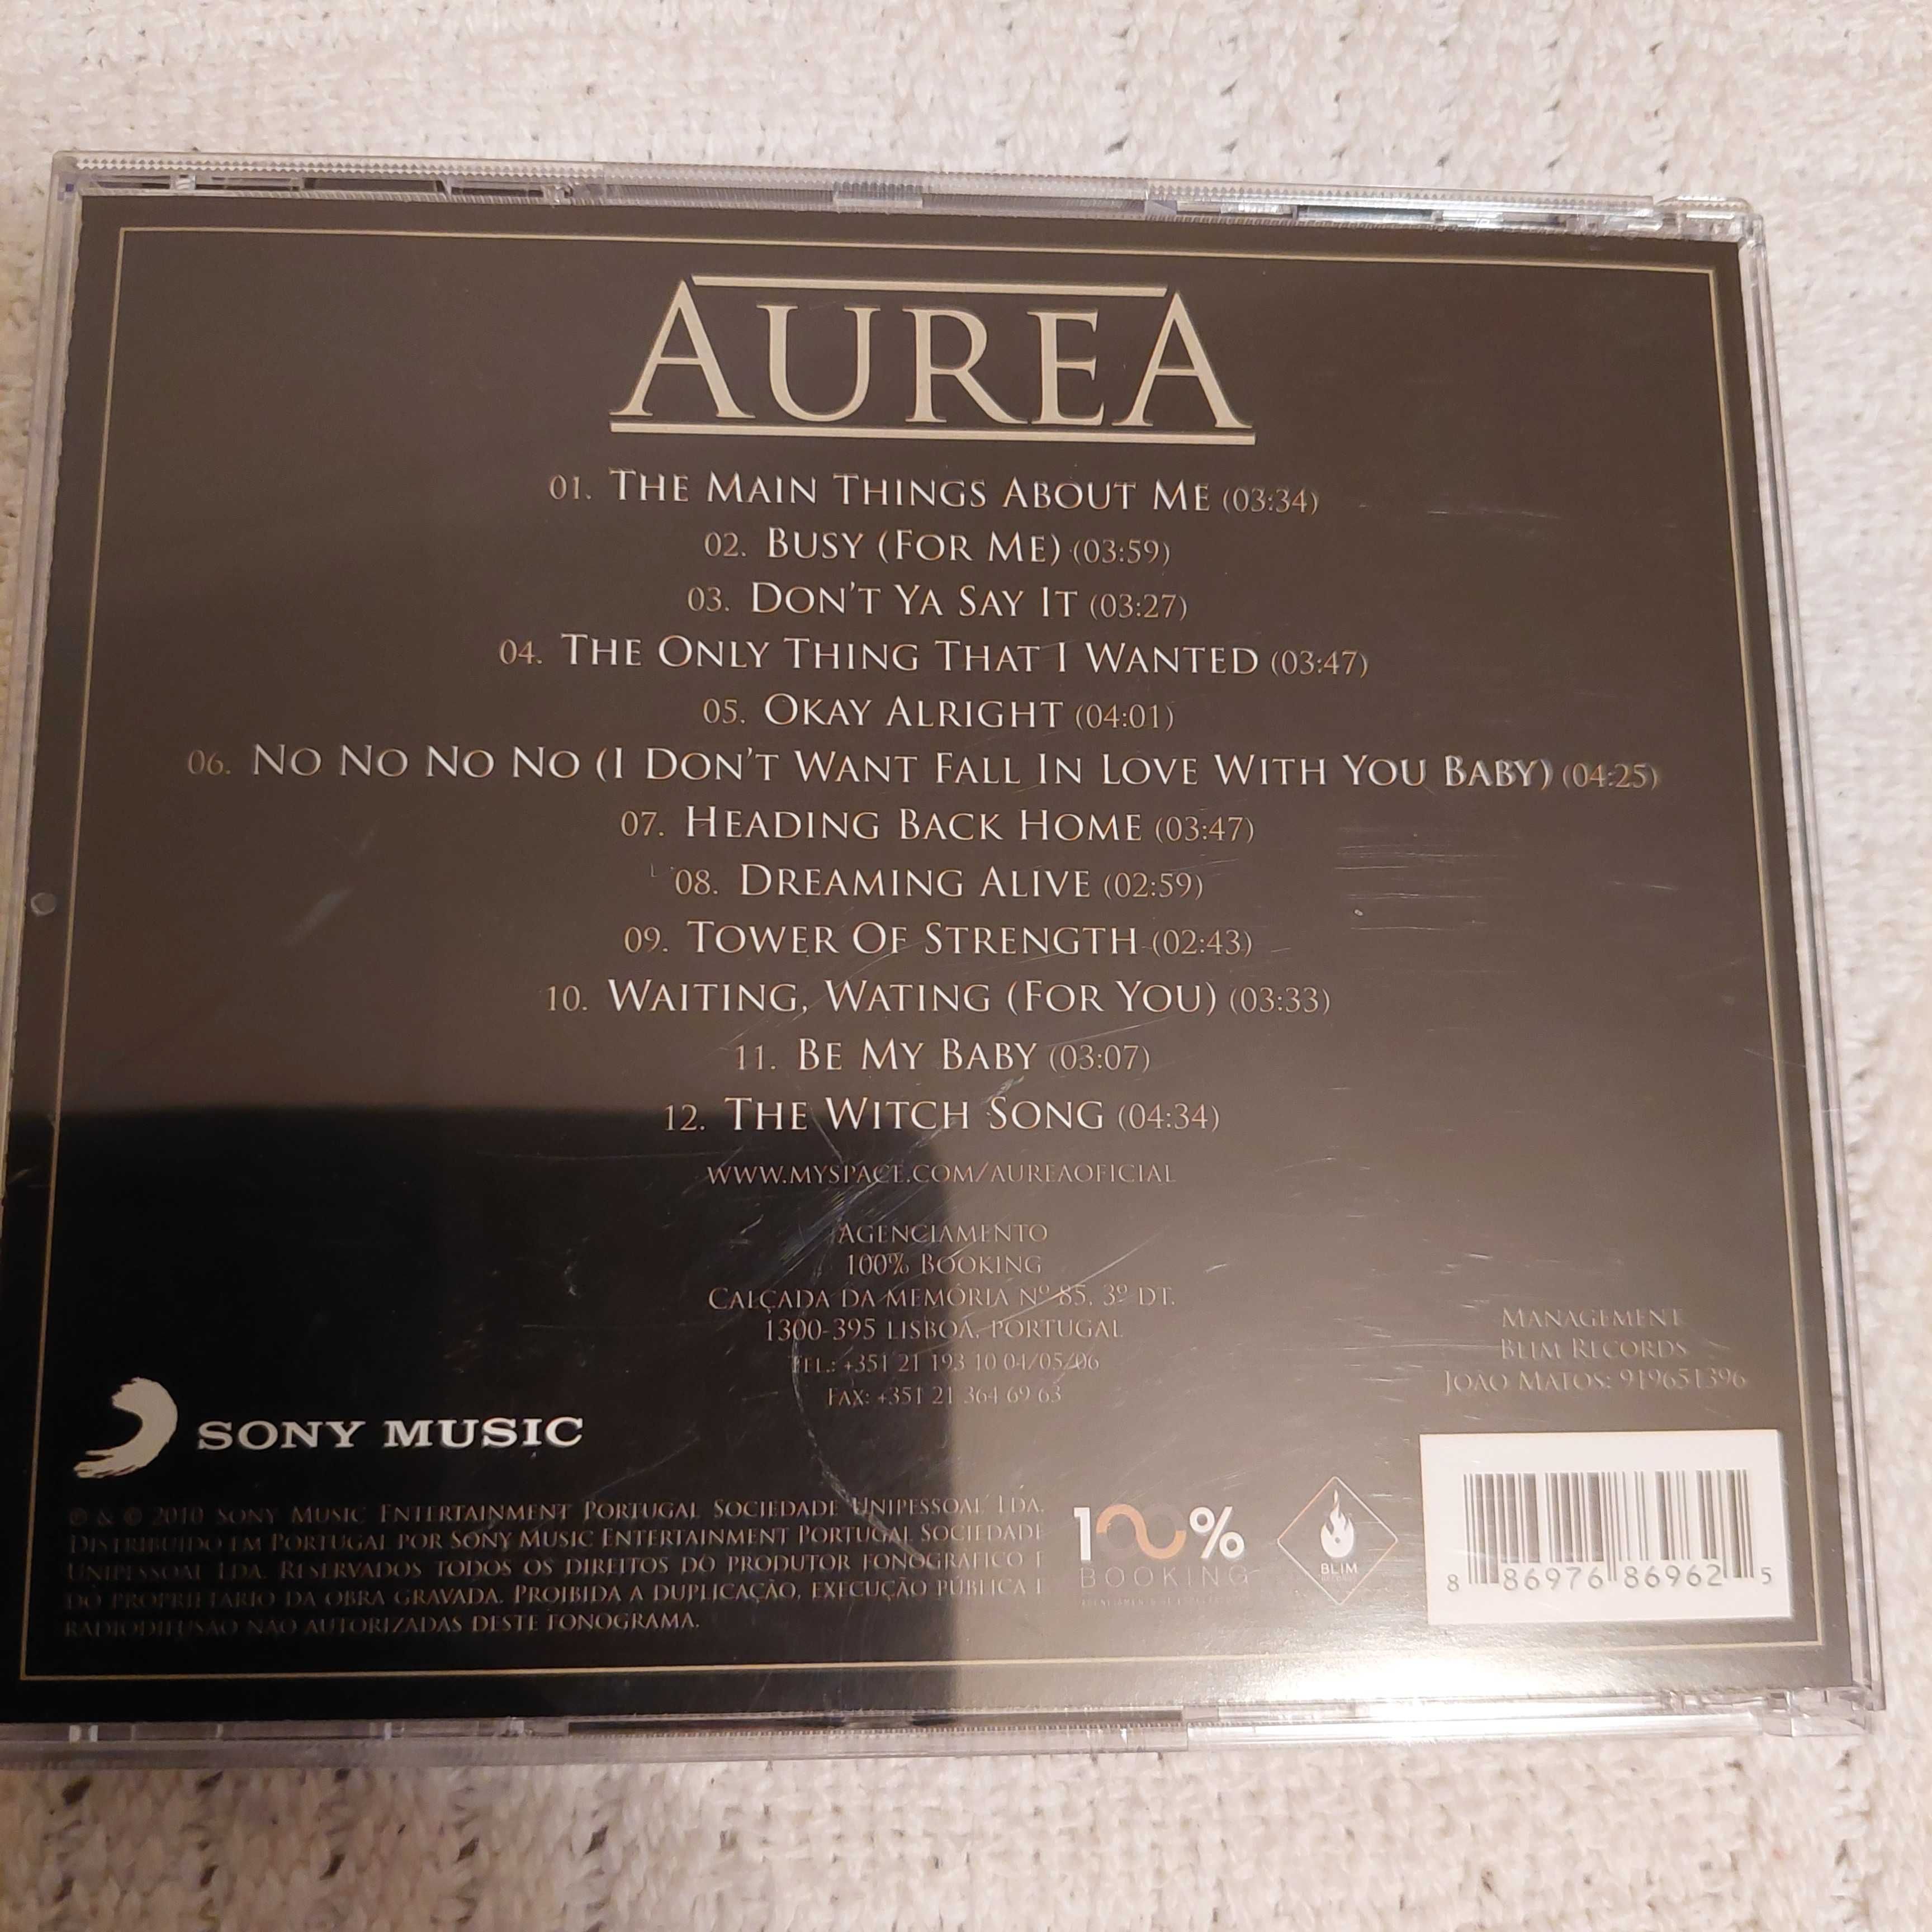 AUREA
01. THE MAIN THINGS ABOUT ME (03:34)
02. BUSY (FOR ME) (03:59)
03. DON'T YA SAY IT (03:27)
04. THE ONLY THING THAT I WANTED (03:47)
05. OKAY ALRIGHT (04:01)
06. NO NO NO NO (I DON'T WANT FALL IN LOVE WITH YOU BABY) (04:25)
07. HEADING BACK HOME (03:47)
08. DREAMING ALIVE (02:59)
09. TOWER OF STRENGTH (02:43)
10. WAITING, WATING (FOR YOU) (03:33)
11. BE MY BABY (03:07)
12. THE WITCH SONG (04:34)
WWW.MYSPACE.COM/AUREAOFICIAL
AGENCIAMENTO
100% BOOKING
CALÇADA DA MEMÓRIA Nº 85, 3º DT.
1300-395 LISBOA, PORTUGAL
TEL.: +351 21 193 10 04/05/06
FAX: +351 21 364 69 63
MANAGEMENT
BLIM RECORDS
JOÃO MATOS: 919651396
SONY MUSIC
℗ & © 2010 SONY MUSIC ENTERTAINMENT PORTUGAL SOCIEDADE UNIPESSOAL LDA.
DISTRIBUIDO EM PORTUGAL POR SONY MUSIC ENTERTAINMENT PORTUGAL SOCIEDADE
UNIPESSOAL LDA. RESERVADOS TODOS OS DIREITOS DO PRODUTOR FONOGRÁFICO E
DO PROPRIETARIO DA OBRA GRAVADA. PROIBIDA A DUPLICAÇÃO, EXECUÇÃO PÚBLICA E
RADIODIFUSÃO NÃO AUTORIZADAS DESTE FONOGRAMA.
100%
BOOKING
BLIM
8 86976 86962 5